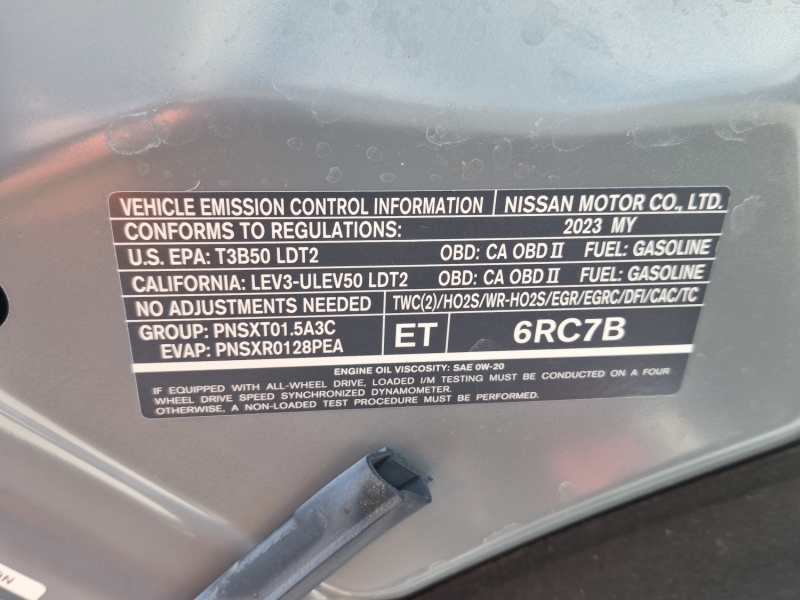 VEHICLE EMISSION CONTROL INFORMATION NISSAN MOTOR CO., LTD.
CONFORMS TO REGULATIONS: 2023 MY
U.S. EPA: T3B50 LDT2 OBD: CA OBD II FUEL: GASOLINE
CALIFORNIA: LEV3-ULEV50 LDT2 OBD: CA OBD II FUEL: GASOLINE
NO ADJUSTMENTS NEEDED TWC(2)/HO2S/WR-HO2S/EGR/EGRC/DFI/CAC/TC
GROUP: PNSXT01.5A3C
EVAP: PNSXR0128PEA
ET 6RC7B
ENGINE OIL VISCOSITY: SAE 0W-20
IF EQUIPPED WITH ALL-WHEEL DRIVE, LOADED I/M TESTING MUST BE CONDUCTED ON A FOUR
WHEEL DRIVE SPEED SYNCHRONIZED DYNAMOMETER.
OTHERWISE, A NON-LOADED TEST PROCEDURE MUST BE PERFORMED.